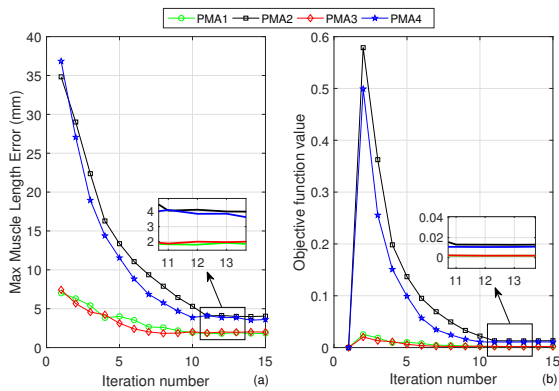 PMA1 PMA2 PMA3 PMA4
Max Muscle Length Error (mm)
40
35
30
25
20
15
10
5
0
0 5 10 15
Iteration number (a)
4
3
2
11 12 13
Objective function value
0.6
0.5
0.4
0.3
0.2
0.1
0
0 5 10 15
Iteration number (b)
0.04
0.02
0
11 12 13